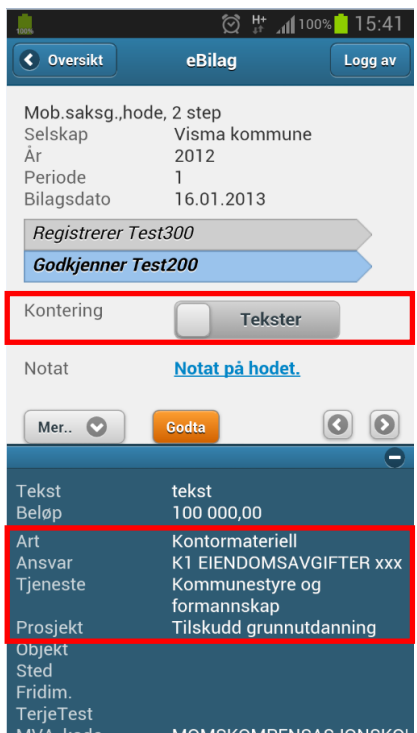 100% H+ 100% 15:41
Oversikt eBilag Logg av
Mob.saksg.,hode, 2 step
Selskap Visma kommune
År 2012
Periode 1
Bilagsdato 16.01.2013
Registrerer Test300
Godkjenner Test200
Kontering Tekster
Notat Notat på hodet.
Mer.. Godta
Tekst tekst
Beløp 100 000,00
Art Kontormateriell
Ansvar K1 EIENDOMSAVGIFTER xxx
Tjeneste Kommunestyre og
formannskap
Prosjekt Tilskudd grunnutdanning
Objekt
Sted
Fridim.
TerjeTest
MVA-kode